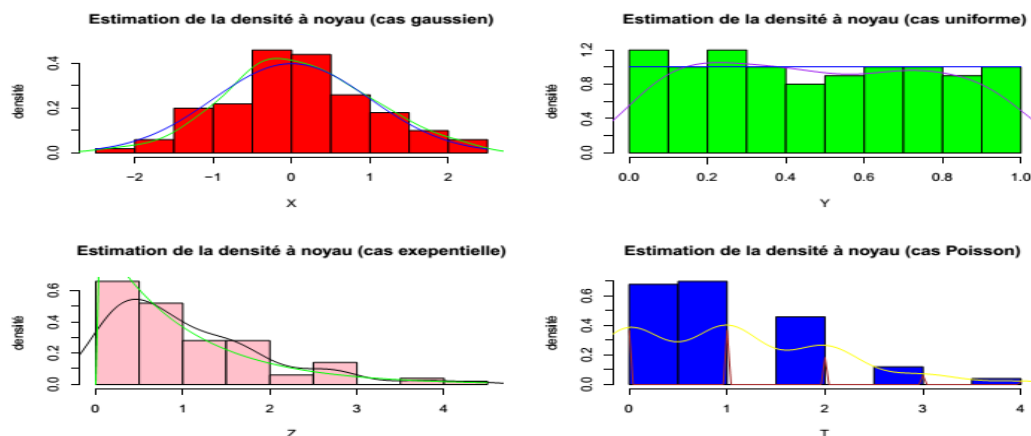 Estimation de la densité à noyau (cas gaussien)
densité
0.0 0.2 0.4
−2 −1 0 1 2
X
Estimation de la densité à noyau (cas uniforme)
densité
0.0 0.4 0.8 1.2
0.0 0.2 0.4 0.6 0.8 1.0
Y
Estimation de la densité à noyau (cas exepentielle)
densité
0.0 0.2 0.4 0.6
0 1 2 3 4
Z
Estimation de la densité à noyau (cas Poisson)
densité
0.0 0.2 0.4 0.6
0 1 2 3 4
T